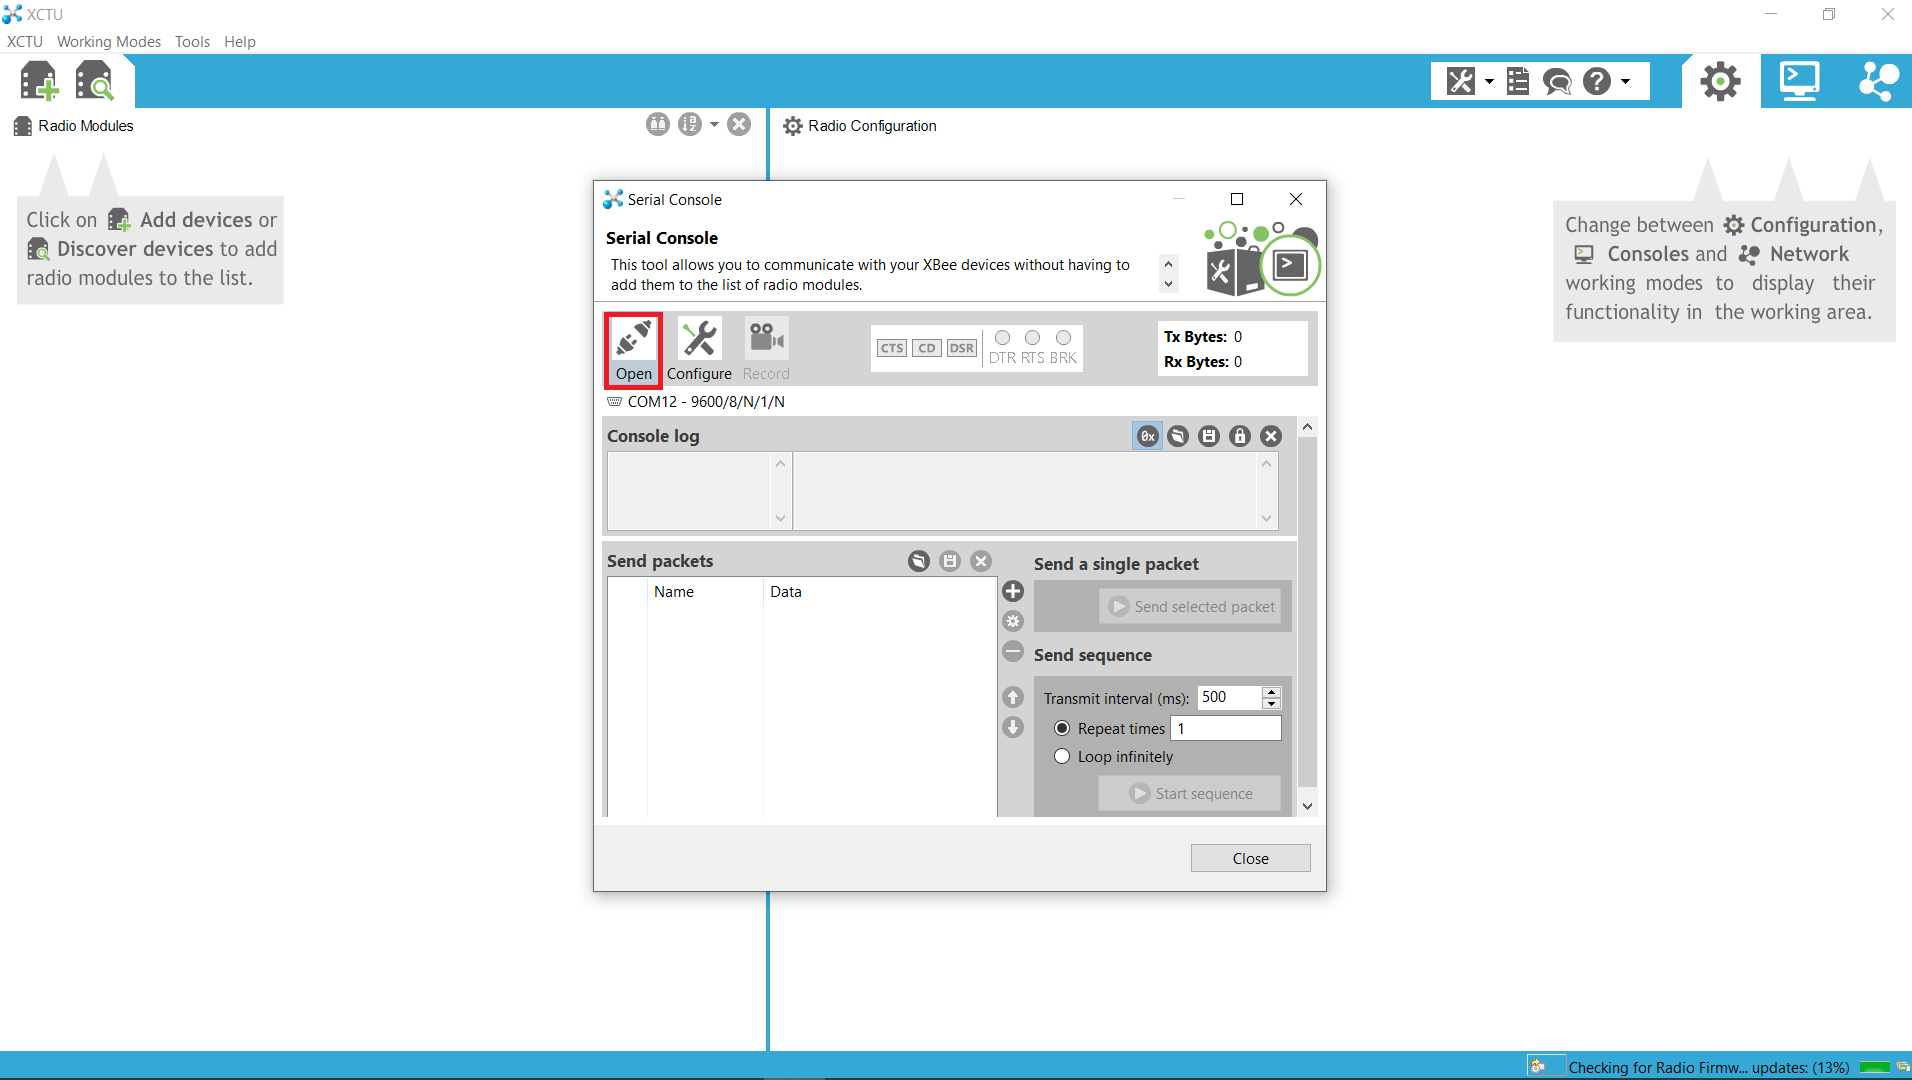 XCTU
XCTU Working Modes Tools Help
Radio Modules
Radio Configuration
Click on Add devices or
Discover devices to add
radio modules to the list.
Change between Configuration,
Consoles and Network
working modes to display their
functionality in the working area.
Serial Console
Serial Console
This tool allows you to communicate with your XBee devices without having to
add them to the list of radio modules.
Open Configure Record
CTS CD DSR DTR RTS BRK
Tx Bytes: 0
Rx Bytes: 0
COM12 - 9600/8/N/1/N
Console log
0x
Send packets
Name Data
Send a single packet
Send selected packet
Send sequence
Transmit interval (ms): 500
Repeat times 1
Loop infinitely
Start sequence
Close
Checking for Radio Firmw... updates: (13%)